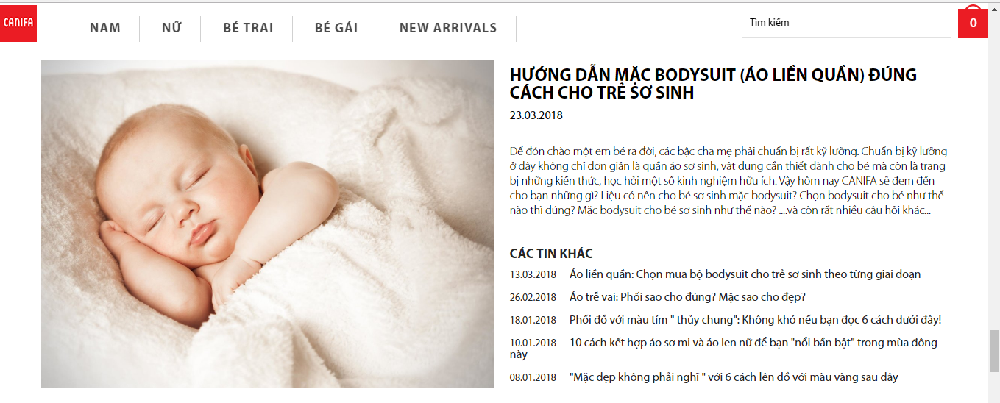 CANIFA
NAM
NỮ
BÉ TRAI
BÉ GÁI
NEW ARRIVALS
Tìm kiếm
0
HƯỚNG DẪN MẶC BODYSUIT (ÁO LIỀN QUẦN) ĐÚNG
CÁCH CHO TRẺ SƠ SINH
23.03.2018
Để đón chào một em bé ra đời, các bậc cha mẹ phải chuẩn bị rất kỹ lưỡng. Chuẩn bị kỹ lưỡng
ở đây không chỉ đơn giản là quần áo sơ sinh, vật dụng cần thiết dành cho bé mà còn là trang
bị những kiến thức, học hỏi một số kinh nghiệm hữu ích. Vậy hôm nay CANIFA sẽ đem đến
cho bạn những gì? Liệu có nên cho bé sơ sinh mặc bodysuit? Chọn bodysuit cho bé như thế
nào thì đúng? Mặc bodysuit cho bé sơ sinh như thế nào? ....và còn rất nhiều câu hỏi khác...
CÁC TIN KHÁC
13.03.2018 Áo liền quần: Chọn mua bộ bodysuit cho trẻ sơ sinh theo từng giai đoạn
26.02.2018 Áo trễ vai: Phối sao cho đúng? Mặc sao cho đẹp?
18.01.2018 Phối đồ với màu tím " thủy chung": Không khó nếu bạn đọc 6 cách dưới đây!
10.01.2018 10 cách kết hợp áo sơ mi và áo len nữ để bạn "nổi bần bật" trong mùa đông
này
08.01.2018 "Mặc đẹp không phải nghĩ " với 6 cách lên đồ với màu vàng sau đây